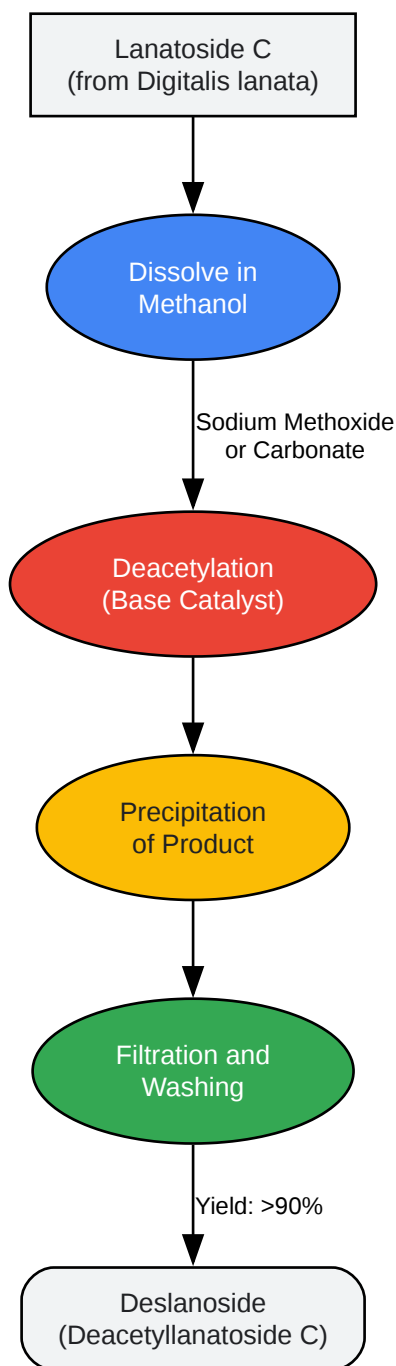 Lanatoside C
(from Digitalis lanata)
Dissolve in
Methanol
Sodium Methoxide
or Carbonate
Deacetylation
(Base Catalyst)
Precipitation
of Product
Filtration and
Washing
Yield: >90%
Deslanoside
(Deacetyllanatoside C)